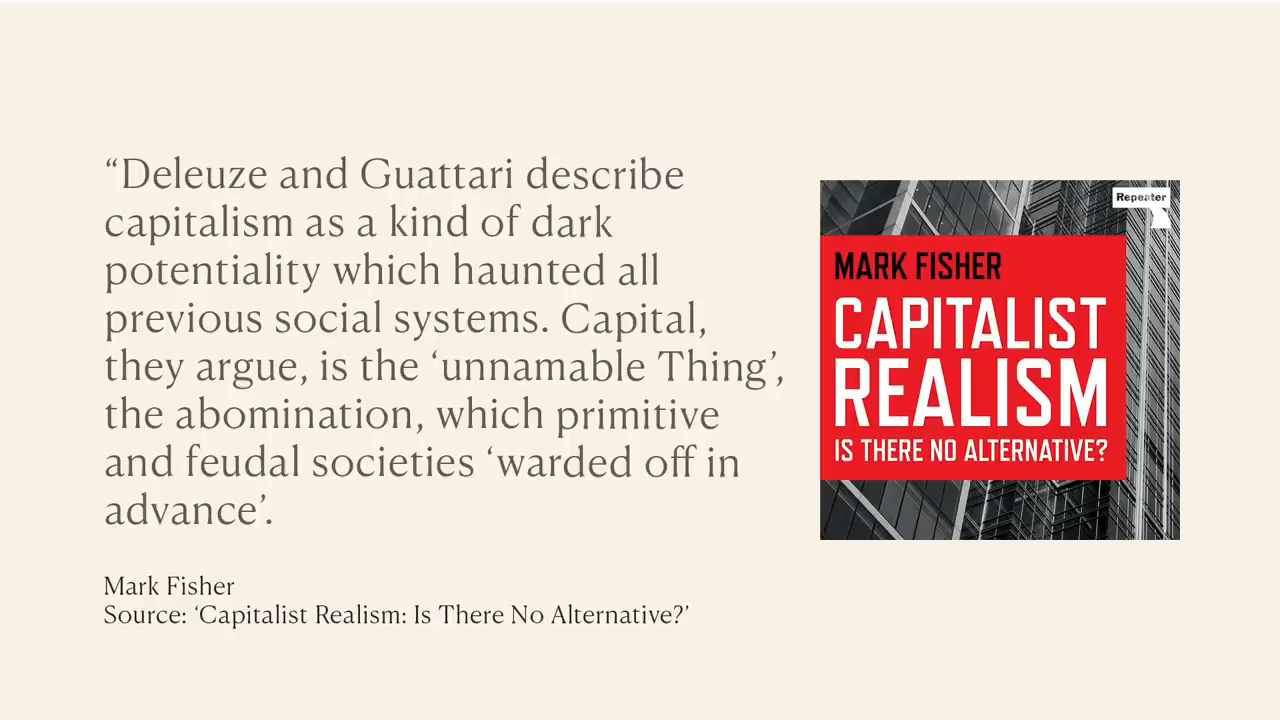 “Deleuze and Guattari describe
capitalism as a kind of dark
potentiality which haunted all
previous social systems. Capital,
they argue, is the ‘unnamable Thing’,
the abomination, which primitive
and feudal societies ‘warded off in
advance’.
Mark Fisher
Source: ‘Capitalist Realism: Is There No Alternative?’
Repeater
MARK FISHER
CAPITALIST
REALISM
IS THERE NO ALTERNATIVE?